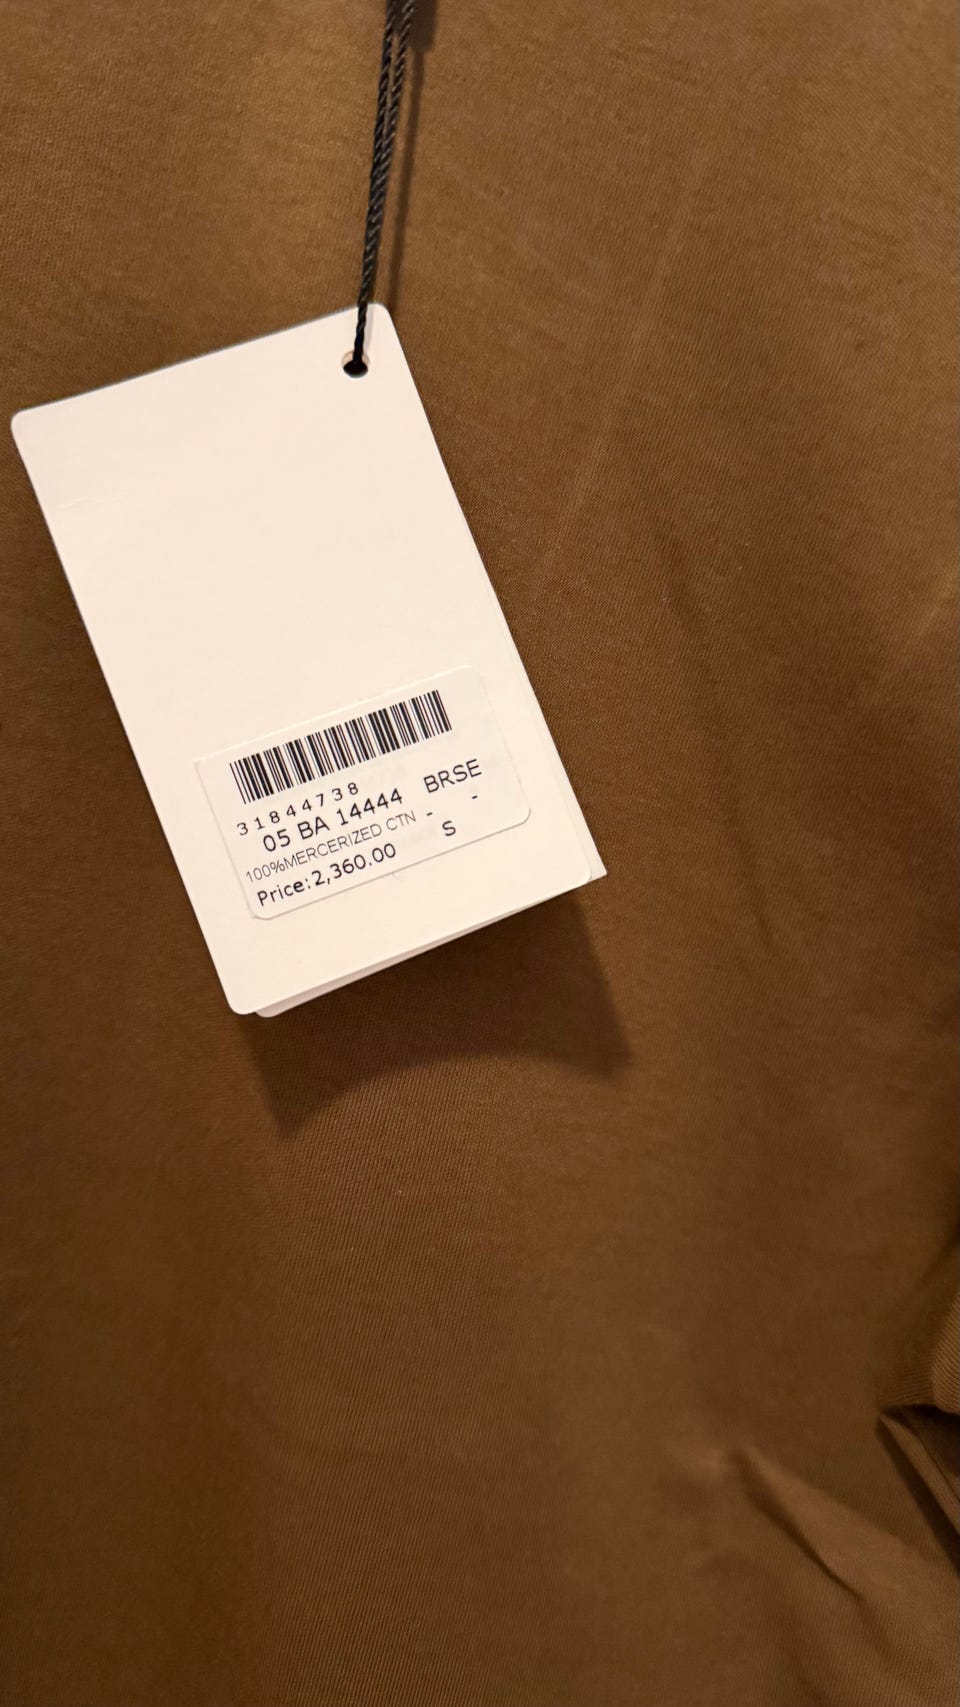 31844738
05 BA 14444 BRSE
100%MERCERIZED CTN - -
Price:2,360.00 S